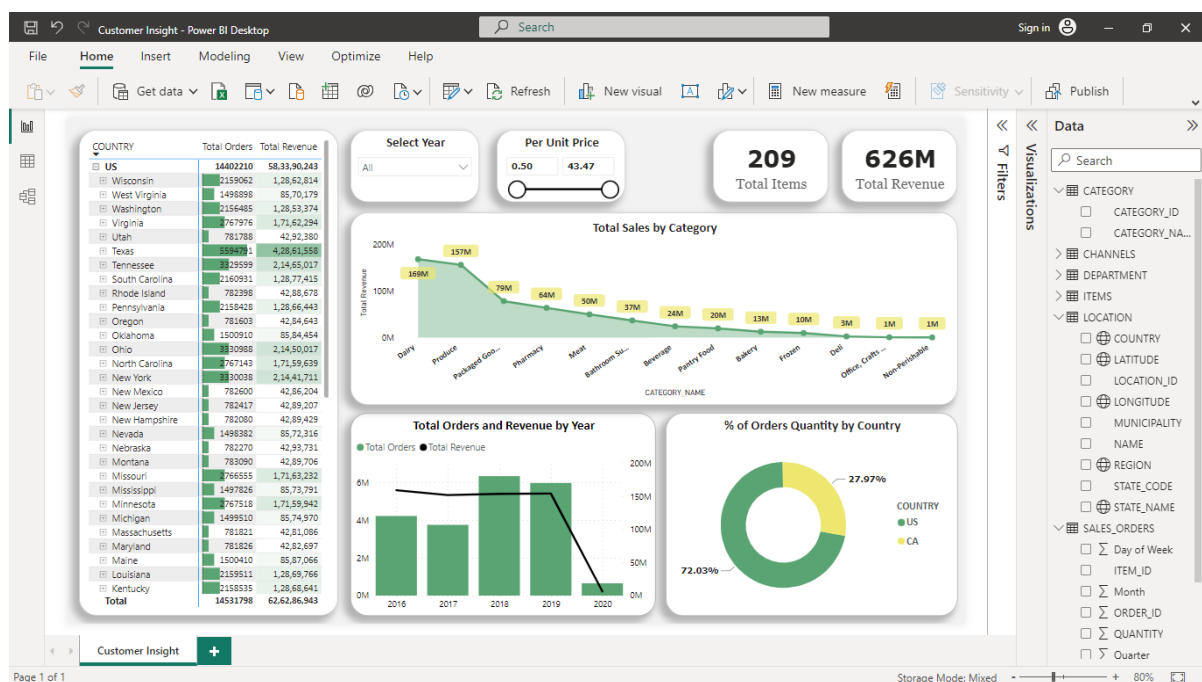 Customer Insight - Power BI Desktop
Search
Sign in
File Home Insert Modeling View Optimize Help
Get data Refresh New visual A New measure Sensitivity Publish
COUNTRY Total Orders Total Revenue
US 14402210 58,33,90,243
Wisconsin 2159062 1,28,62,814
West Virginia 1498898 85,70,179
Washington 2156485 1,28,53,374
Virginia 2767976 1,71,62,294
Utah 781788 42,92,380
Texas 5594791 4,28,61,558
Tennessee 3329599 2,14,65,017
South Carolina 2160931 1,28,77,415
Rhode Island 782398 42,88,678
Pennsylvania 2158428 1,28,66,443
Oregon 781603 42,84,643
Oklahoma 1500910 85,84,454
Ohio 3330988 2,14,50,017
North Carolina 2767143 1,71,59,639
New York 3330038 2,14,41,711
New Mexico 782600 42,86,204
New Jersey 782417 42,89,207
New Hampshire 782080 42,89,429
Nevada 1498382 85,72,316
Nebraska 782270 42,93,731
Montana 783090 42,89,706
Missouri 2766555 1,71,63,232
Mississippi 1497826 85,73,791
Minnesota 2767518 1,71,59,942
Michigan 1499510 85,74,970
Massachusetts 781821 42,81,086
Maryland 781826 42,82,697
Maine 1500410 85,87,066
Louisiana 2159511 1,28,69,766
Kentucky 2158535 1,28,68,641
Total 14531798 62,62,86,943
Select Year
All
Per Unit Price
0.50 43.47
209
Total Items
626M
Total Revenue
Total Sales by Category
Total Revenue
200M
100M
0M
169M 157M 79M 64M 50M 37M 24M 20M 13M 10M 3M 1M 1M
Dairy Produce Packaged Goo... Pharmacy Meat Bathroom Su... Beverage Pantry Food Bakery Frozen Deli Office, Crafts ... Non-Perishable
CATEGORY_NAME
Total Orders and Revenue by Year
Total Orders Total Revenue
6M
4M
2M
0M
200M
150M
100M
50M
0M
2016 2017 2018 2019 2020
% of Orders Quantity by Country
27.97%
72.03%
COUNTRY
US
CA
Filters
Visualizations
Data
Search
CATEGORY
CATEGORY_ID
CATEGORY_NA...
CHANNELS
DEPARTMENT
ITEMS
LOCATION
COUNTRY
LATITUDE
LOCATION_ID
LONGITUDE
MUNICIPALITY
NAME
REGION
STATE_CODE
STATE_NAME
SALES_ORDERS
Day of Week
ITEM_ID
Month
ORDER_ID
QUANTITY
Quarter
Customer Insight
Page 1 of 1
Storage Mode: Mixed - + 80%